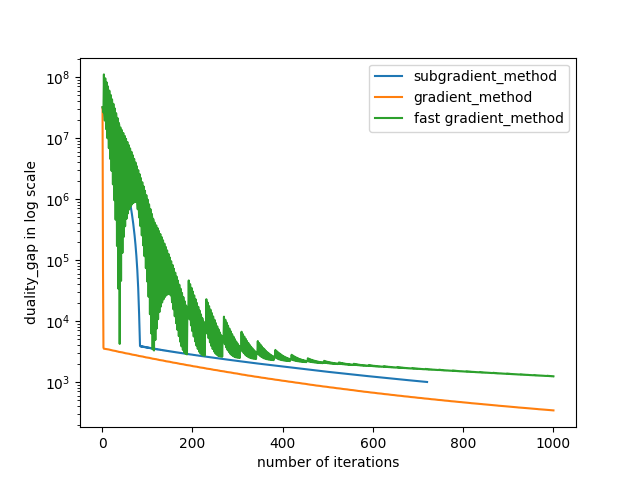 subgradient_method
gradient_method
fast gradient_method
10^8
10^7
10^6
10^5
10^4
10^3
duality_gap in log scale
0 200 400 600 800 1000
number of iterations